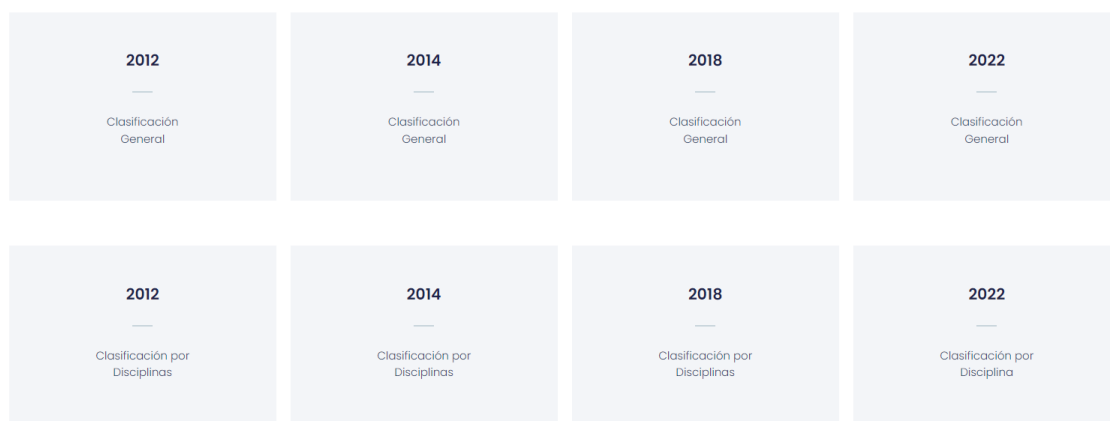 2012
Clasificación
General
2014
Clasificación
General
2018
Clasificación
General
2022
Clasificación
General
2012
Clasificación por
Disciplinas
2014
Clasificación por
Disciplinas
2018
Clasificación por
Disciplinas
2022
Clasificación por
Disciplina